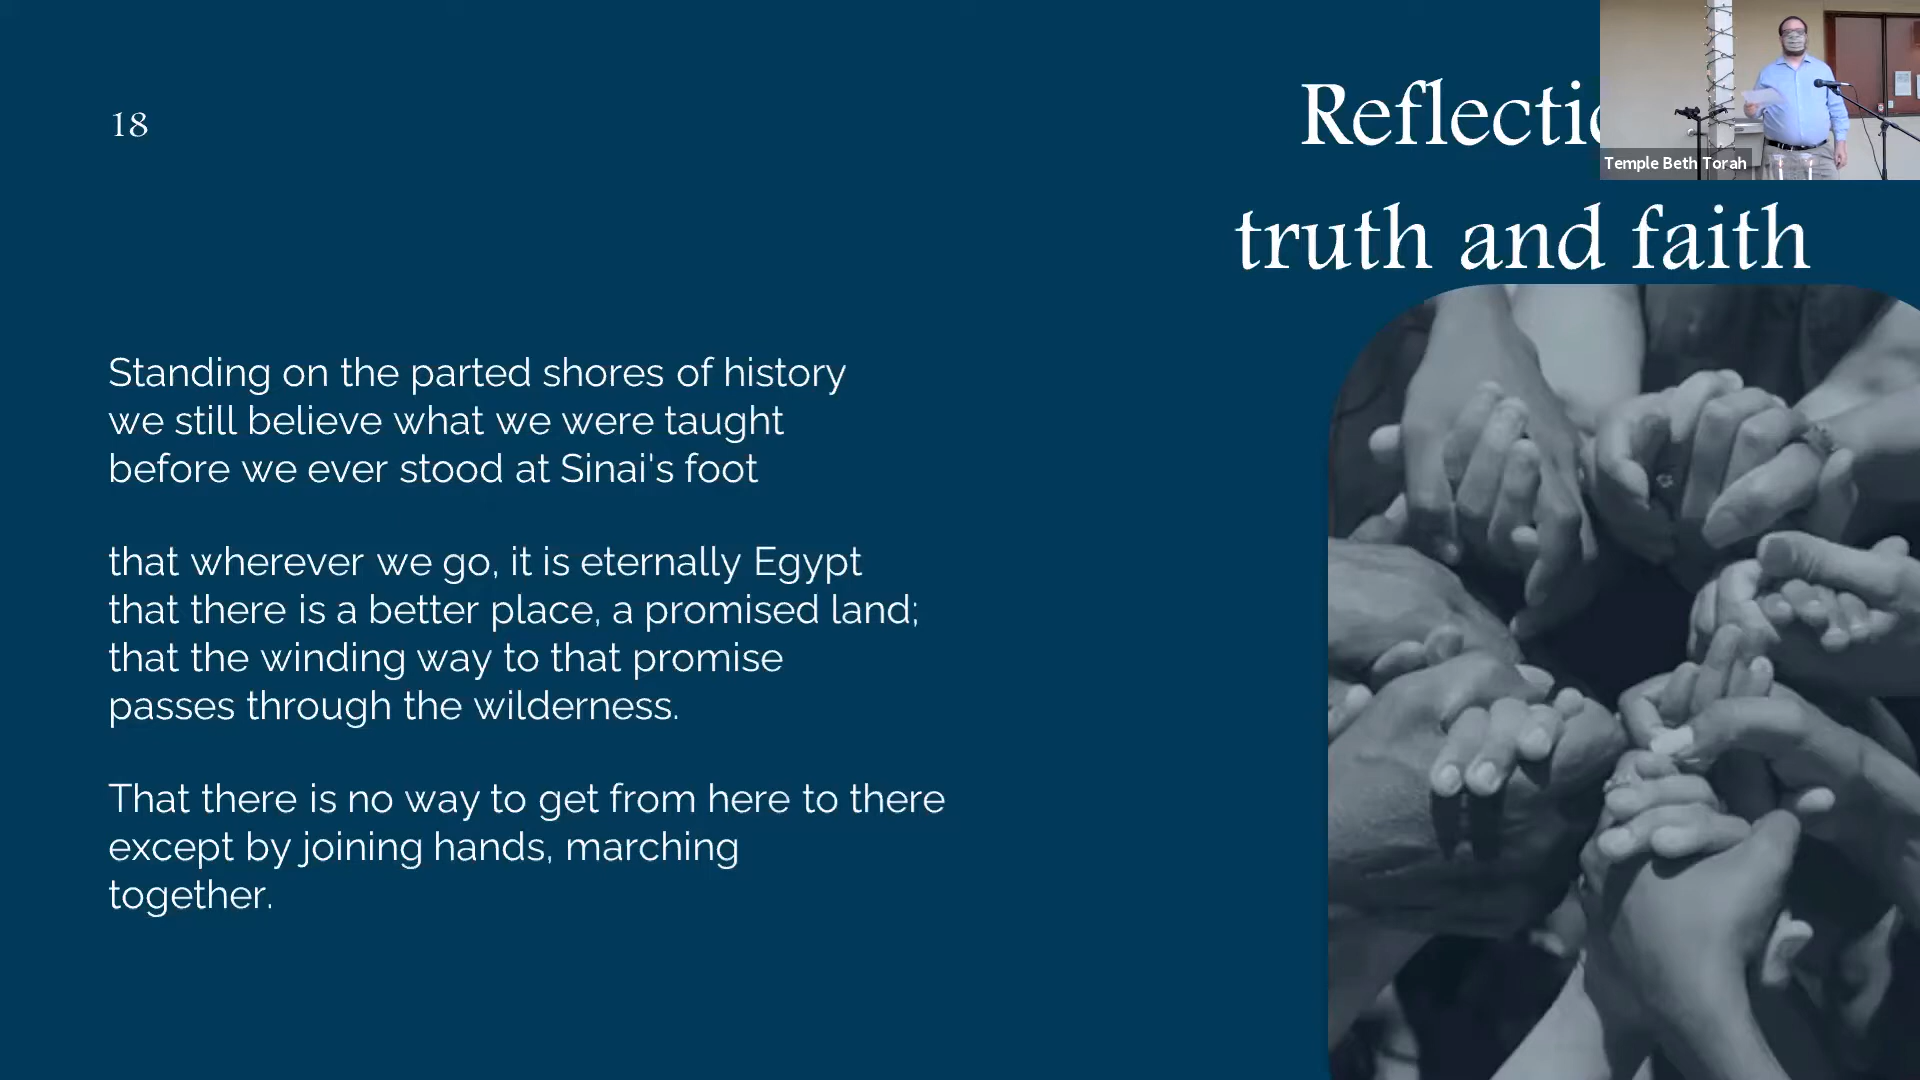 18
Reflectio
truth and faith
Temple Beth Torah
Standing on the parted shores of history
we still believe what we were taught
before we ever stood at Sinai's foot
that wherever we go, it is eternally Egypt
that there is a better place, a promised land;
that the winding way to that promise
passes through the wilderness.
That there is no way to get from here to there
except by joining hands, marching
together.